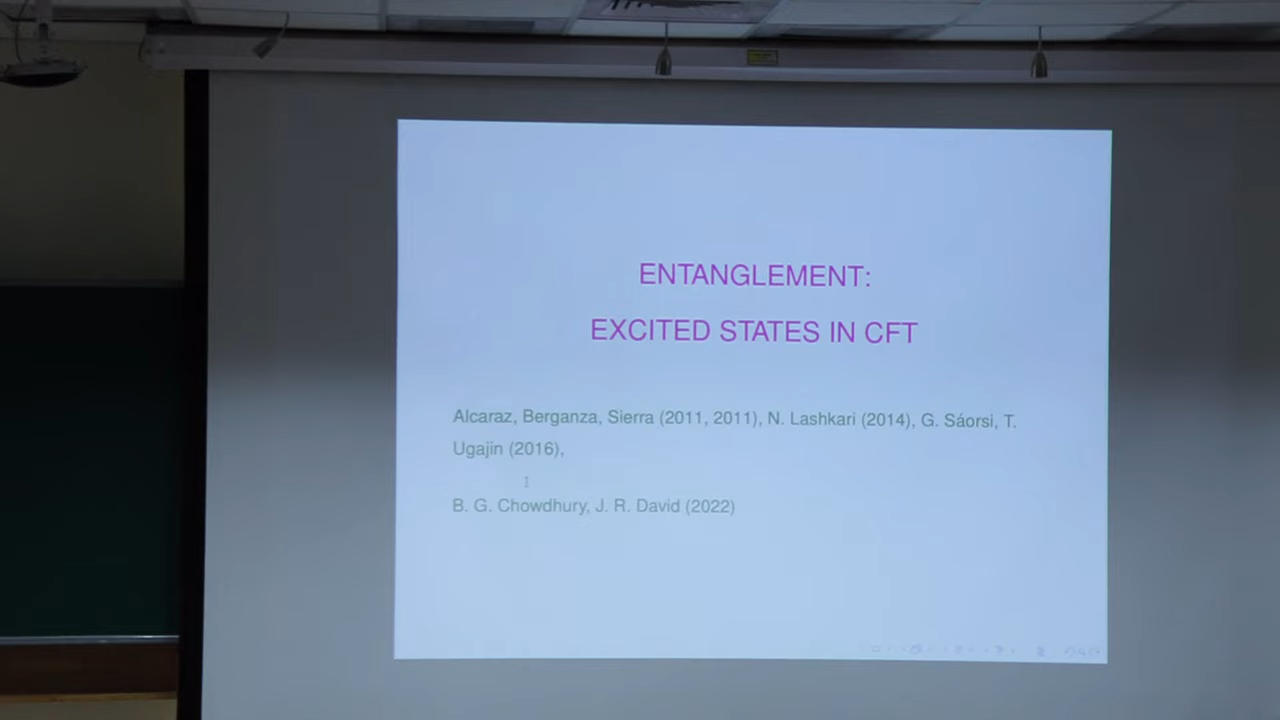 ENTANGLEMENT:
EXCITED STATES IN CFT
Alcaraz, Berganza, Sierra (2011, 2011), N. Lashkari (2014), G. Sáorsi, T.
Ugajin (2016),
B. G. Chowdhury, J. R. David (2022)